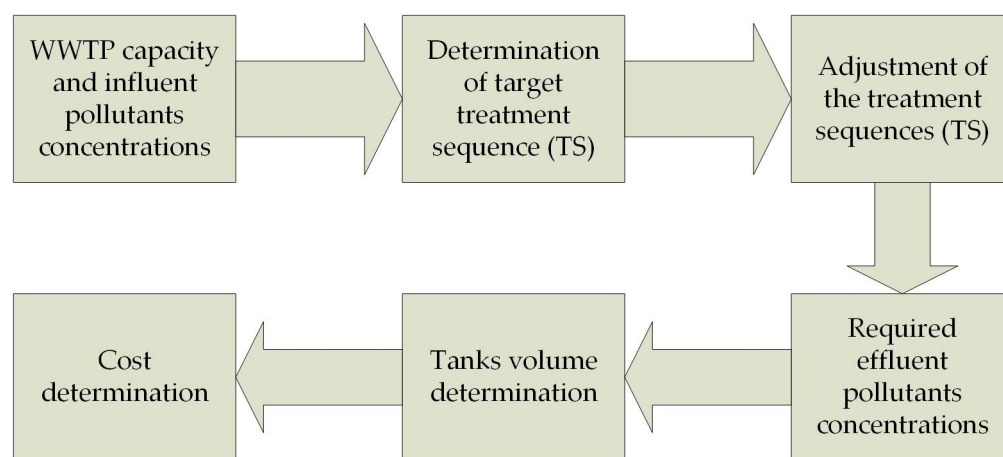 WWTP capacity
and influent
pollutants
concentrations
Determination
of target
treatment
sequence (TS)
Adjustment of
the treatment
sequences (TS)
Required
effluent
pollutants
concentrations
Tanks volume
determination
Cost
determination